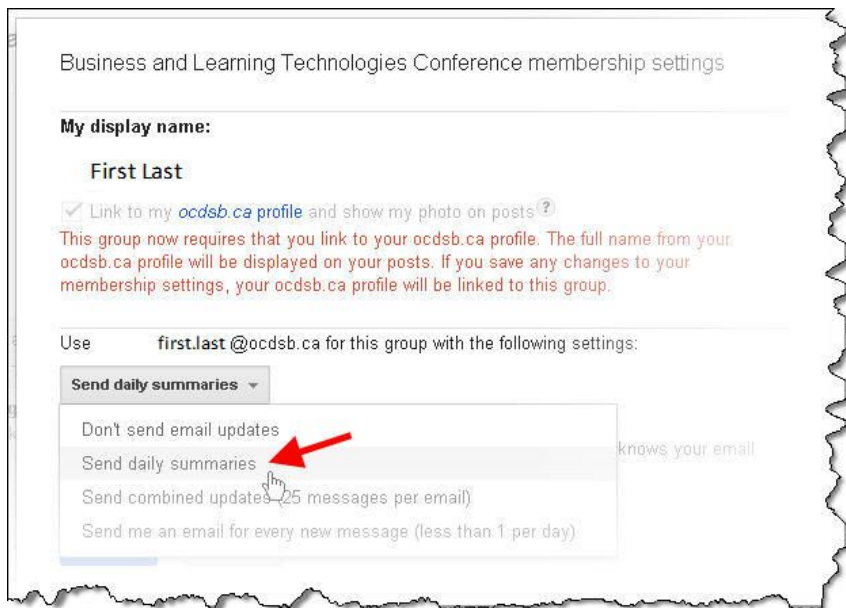 Business and Learning Technologies Conference membership settings
My display name:
First Last
Link to my ocdsb.ca profile and show my photo on posts ?
This group now requires that you link to your ocdsb.ca profile. The full name from your
ocdsb.ca profile will be displayed on your posts. If you save any changes to your
membership settings, your ocdsb.ca profile will be linked to this group.
Use first.last @ocdsb.ca for this group with the following settings:
Send daily summaries
Don't send email updates
knows your email
Send daily summaries
Send combined updates (25 messages per email)
Send me an email for every new message (less than 1 per day)